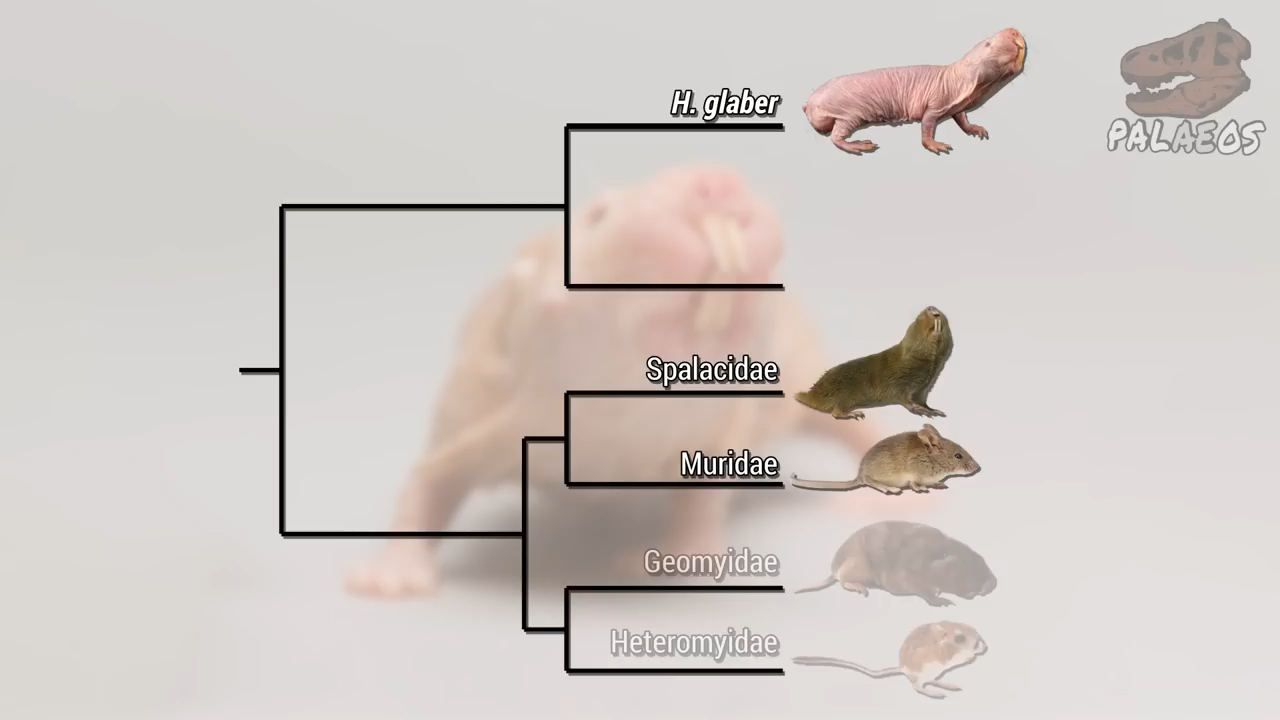 H. glaber
PALAEOS
Spalacidae
Muridae
Geomyidae
Heteromyidae